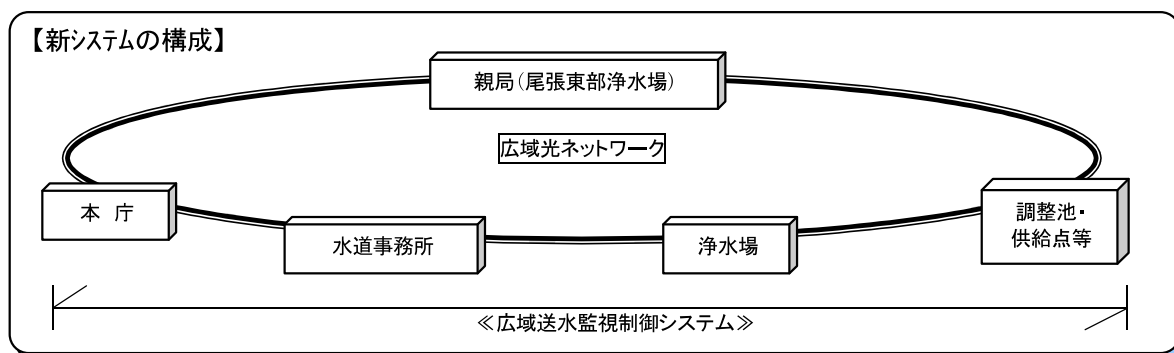 【新システムの構成】
親局(尾張東部浄水場)
広域光ネットワーク
本 庁
水道事務所
浄水場
調整池・
供給点等
≪広域送水監視制御システム≫